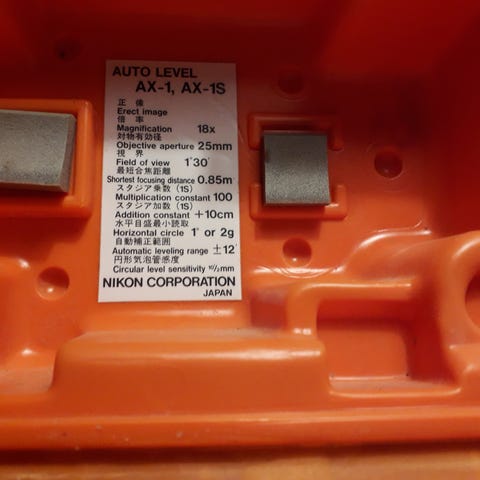 AUTO LEVEL
AX-1, AX-1S
正 像
Erect image
倍 率
Magnification 18x
対物有効径
Objective aperture 25mm
視 界
Field of view 1°30'
最短合焦距離
Shortest focusing distance 0.85m
スタジア乗数 (1S)
Multiplication constant 100
スタジア加数 (1S)
Addition constant +10cm
水平目盛最小読取
Horizontal circle 1° or 2g
自動補正範囲
Automatic leveling range ±12'
円形気泡管感度
Circular level sensitivity 10'/2mm
NIKON CORPORATION
JAPAN